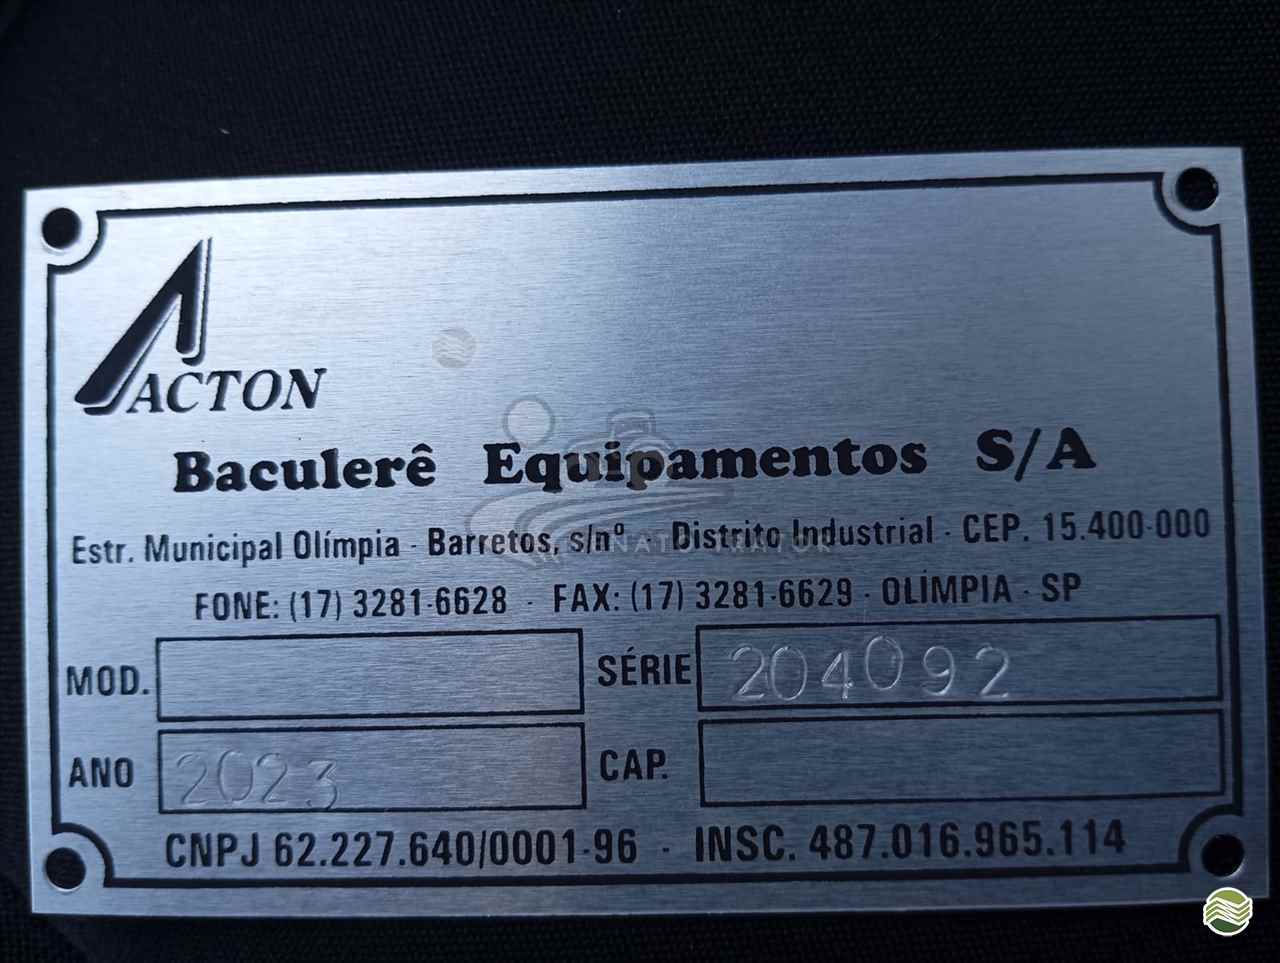 ACTON
Baculerê Equipamentos S/A
Estr. Municipal Olímpia - Barretos, s/nº - Distrito Industrial - CEP. 15.400-000
FONE: (17) 3281-6628 - FAX: (17) 3281-6629 - OLÍMPIA - SP
MOD. SÉRIE 204092
ANO 2023 CAP.
CNPJ 62.227.640/0001-96 - INSC. 487.016.965.114